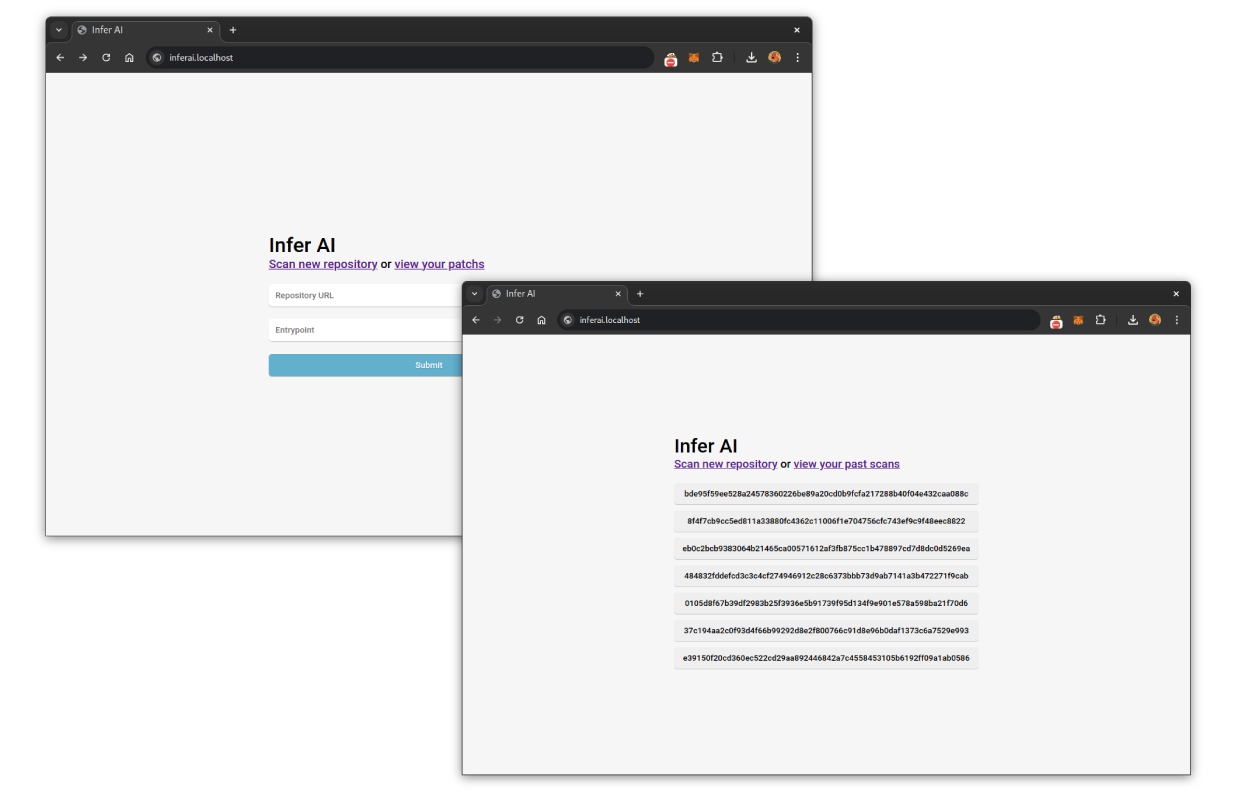 Infer AI
inferai.localhost
Infer AI
Scan new repository or view your patchs
Repository URL
Entrypoint
Submit
Infer AI
inferai.localhost
Infer AI
Scan new repository or view your past scans
bde95f59ee528a24578360226be89a20cd0b9fcfa217288b40f04e432caa088c
8f4f7cb9cc5ed811a33880fc4362c11006f1e704756cfc743ef9c9f48eec8822
eb0c2bcb9383064b21465ca00571612af3fb875cc1b478897cd7d8dc0d5269ea
484832fddefcd3c3c4cf274946912c28c6373bbb73d9ab7141a3b472271f9cab
0105d8f67b39df2983b25f3936e5b91739f95d134f9e901e578a598ba21f70d6
37c194aa2c0f93d4f66b99292d8e2f800766c91d8e96b0daf1373c6a7529e993
e39150f20cd360ec522cd29aa892446842a7c4558453105b6192ff09a1ab0586